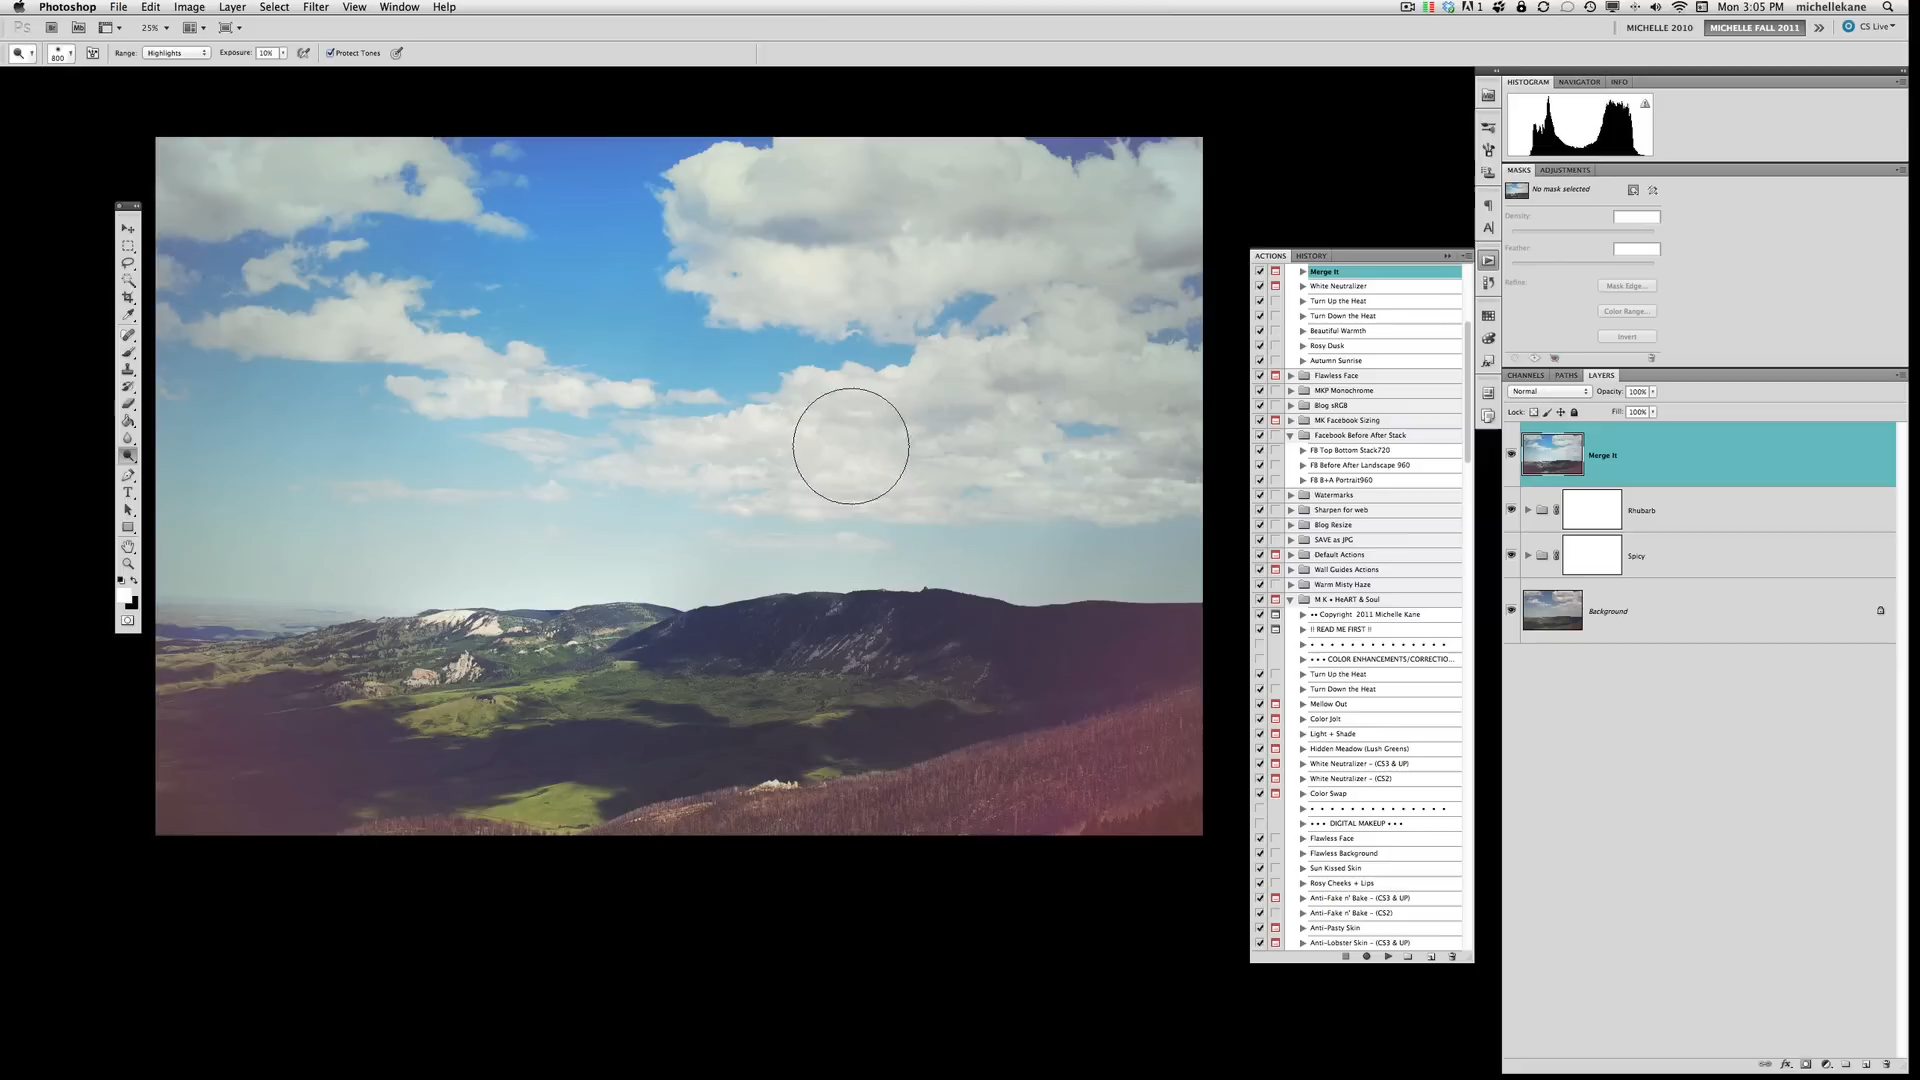 Photoshop File Edit Image Layer Select Filter View Window Help
1 Mon 3:05 PM michellekane
Ps Mb 25% MICHELLE 2010 MICHELLE FALL 2011 CS Live
800 Range: Highlights Exposure: 10% Protect Tones
HISTOGRAM NAVIGATOR INFO
MASKS ADJUSTMENTS
No mask selected
Density:
Feather:
Refine: Mask Edge...
Color Range...
Invert
CHANNELS PATHS LAYERS
Normal Opacity: 100%
Lock: Fill: 100%
Merge It
Rhubarb
Spicy
Background
ACTIONS HISTORY
Merge It
White Neutralizer
Turn Up the Heat
Turn Down the Heat
Beautiful Warmth
Rosy Dusk
Autumn Sunrise
Flawless Face
MKP Monochrome
Blog sRGB
MK Facebook Sizing
Facebook Before After Stack
FB Top Bottom Stack720
FB Before After Landscape 960
FB B+A Portrait960
Watermarks
Sharpen for web
Blog Resize
SAVE as JPG
Default Actions
Wall Guides Actions
Warm Misty Haze
M K • HeART & Soul
•• Copyright 2011 Michelle Kane
!! READ ME FIRST !!
• • • • • • • • • • • • • •
• • • COLOR ENHANCEMENTS/CORRECTIO...
Turn Up the Heat
Turn Down the Heat
Mellow Out
Color Jolt
Light + Shade
Hidden Meadow (Lush Greens)
White Neutralizer - (CS3 & UP)
White Neutralizer - (CS2)
Color Swap
• • • • • • • • • • • • • •
• • • DIGITAL MAKEUP • • •
Flawless Face
Flawless Background
Sun Kissed Skin
Rosy Cheeks + Lips
Anti-Fake n' Bake - (CS3 & UP)
Anti-Fake n' Bake - (CS2)
Anti-Pasty Skin
Anti-Lobster Skin - (CS3 & UP)